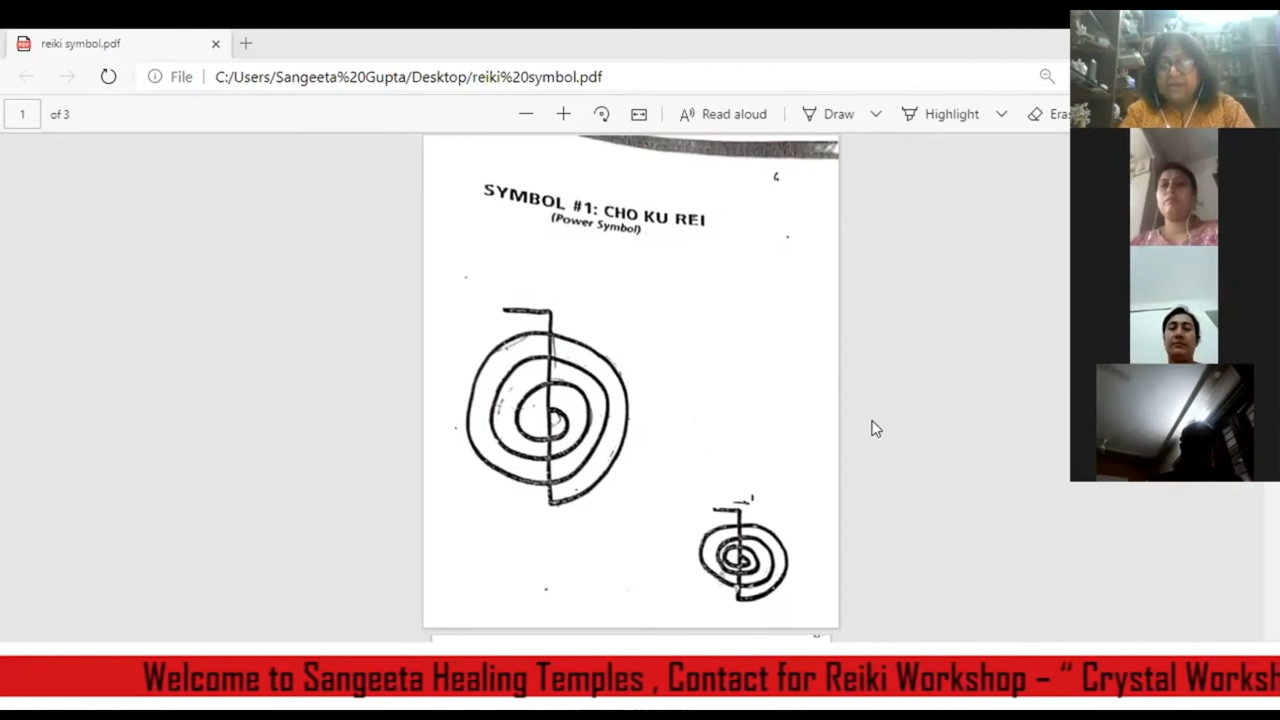 reiki symbol.pdf
File
C:/Users/Sangeeta%20Gupta/Desktop/reiki%20symbol.pdf
1 of 3
Read aloud
Draw
Highlight
6
SYMBOL #1: CHO KU REI
(Power Symbol)
Welcome to Sangeeta Healing Temples , Contact for Reiki Workshop – “ Crystal